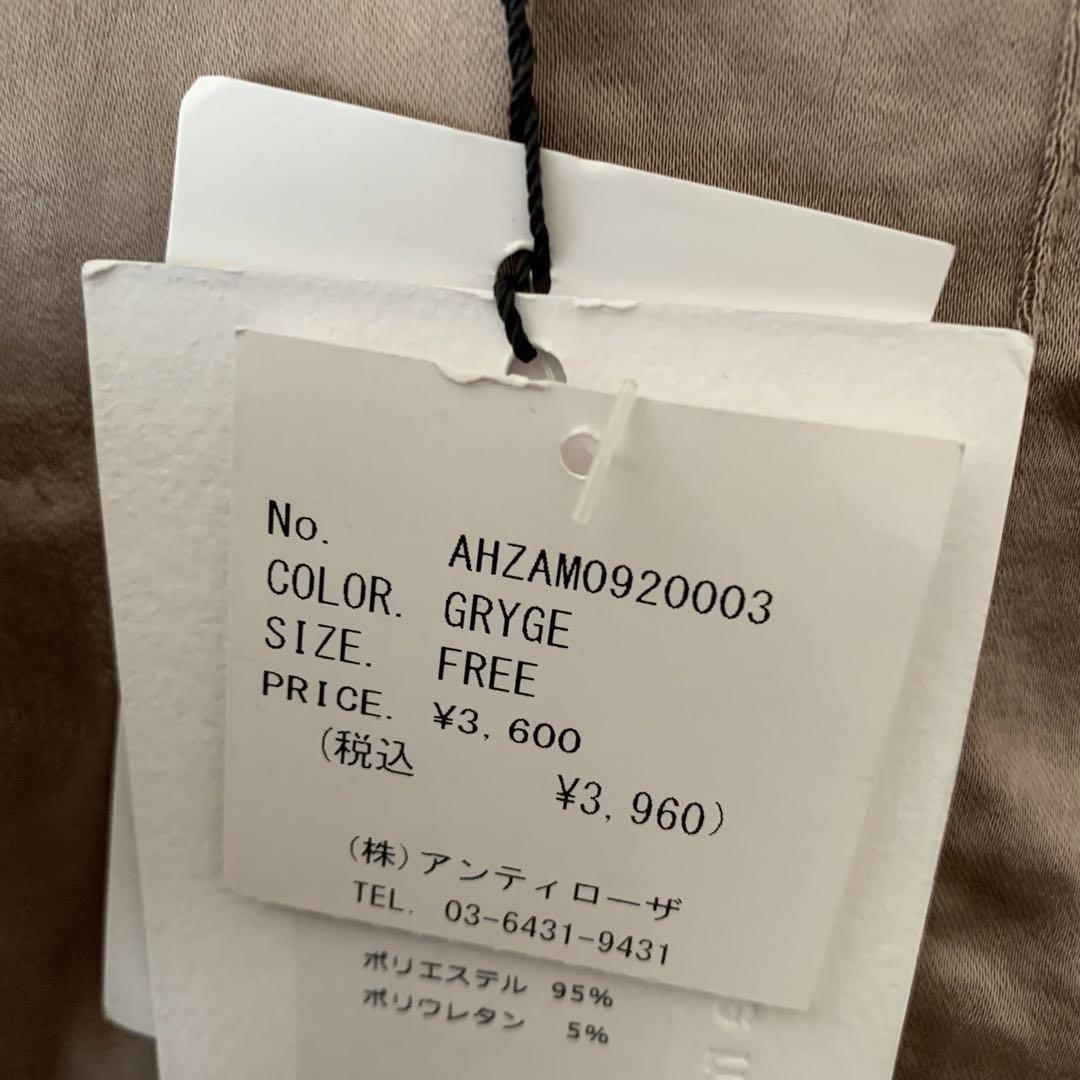 No. AHZAM0920003
COLOR. GRYGE
SIZE. FREE
PRICE. ¥3,600
(税込 ¥3,960)
(株)アンティローザ
TEL. 03-6431-9431
ポリエステル 95%
ポリウレタン 5%